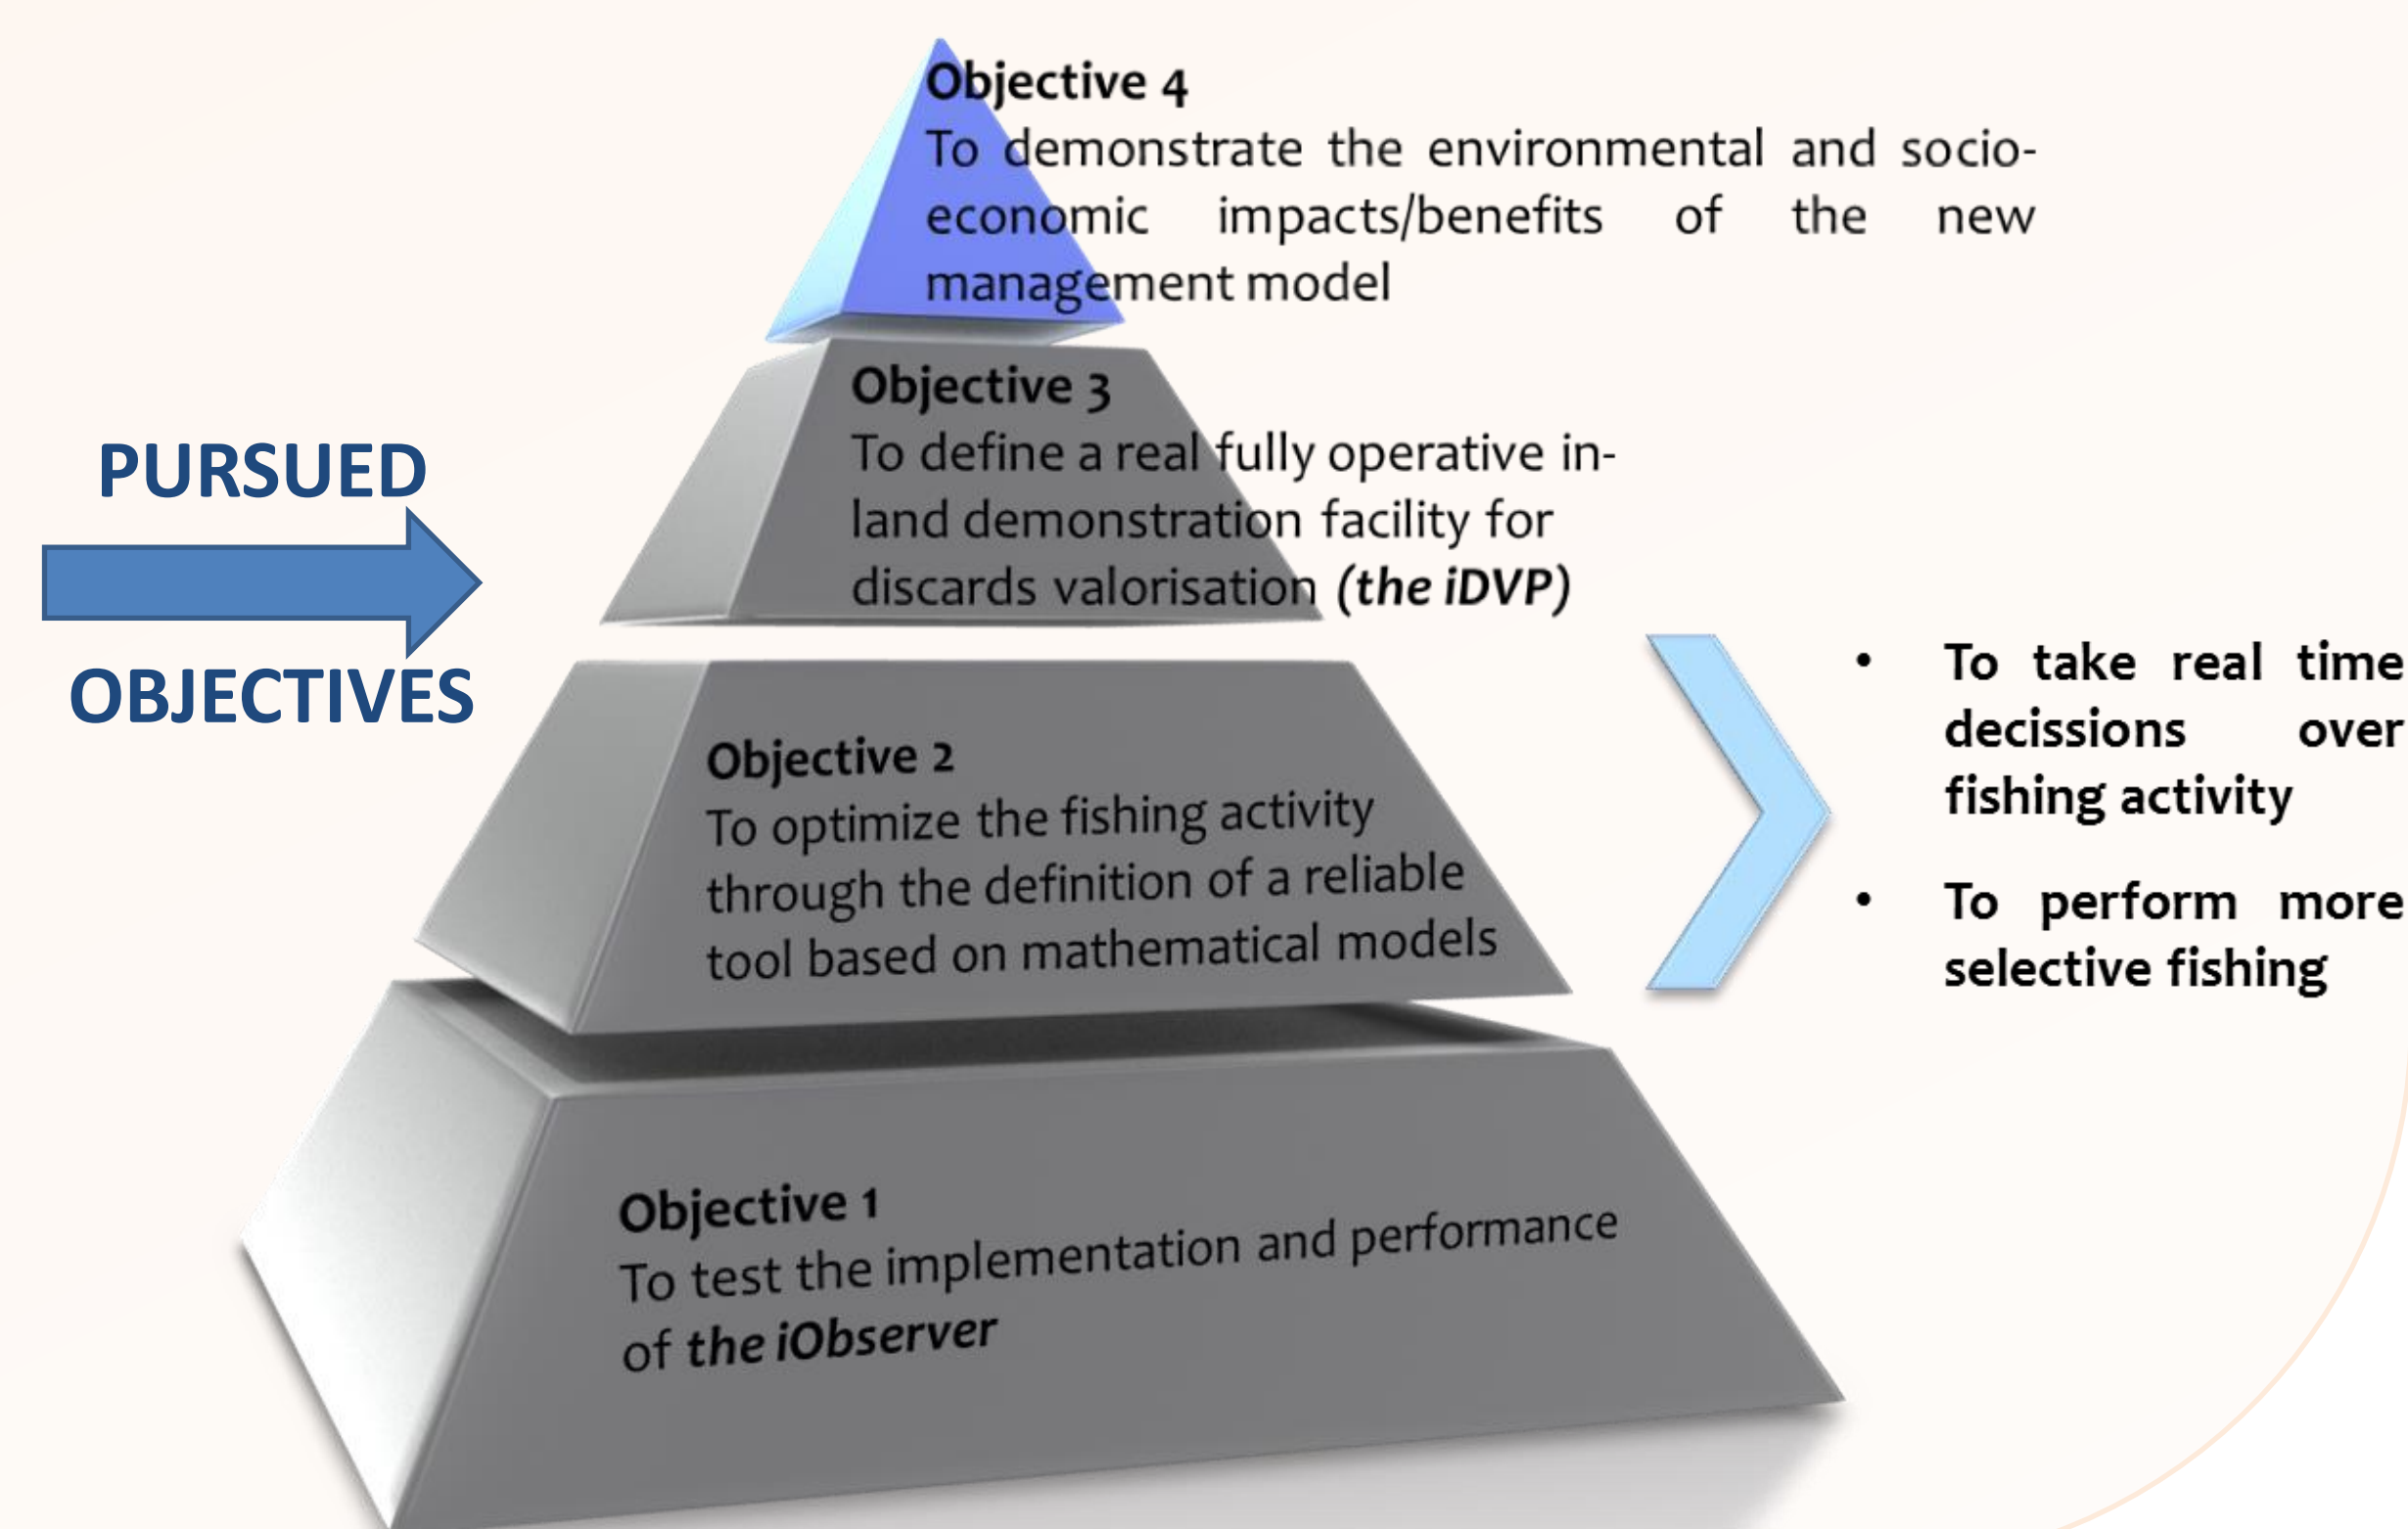 PURSUED
OBJECTIVES
Objective 4
To demonstrate the environmental and socio-
economic impacts/benefits of the new
management model
Objective 3
To define a real fully operative in-
land demonstration facility for
discards valorisation (the iDVP)
Objective 2
To optimize the fishing activity
through the definition of a reliable
tool based on mathematical models
• To take real time
decissions over
fishing activity
• To perform more
selective fishing
Objective 1
To test the implementation and performance
of the iObserver